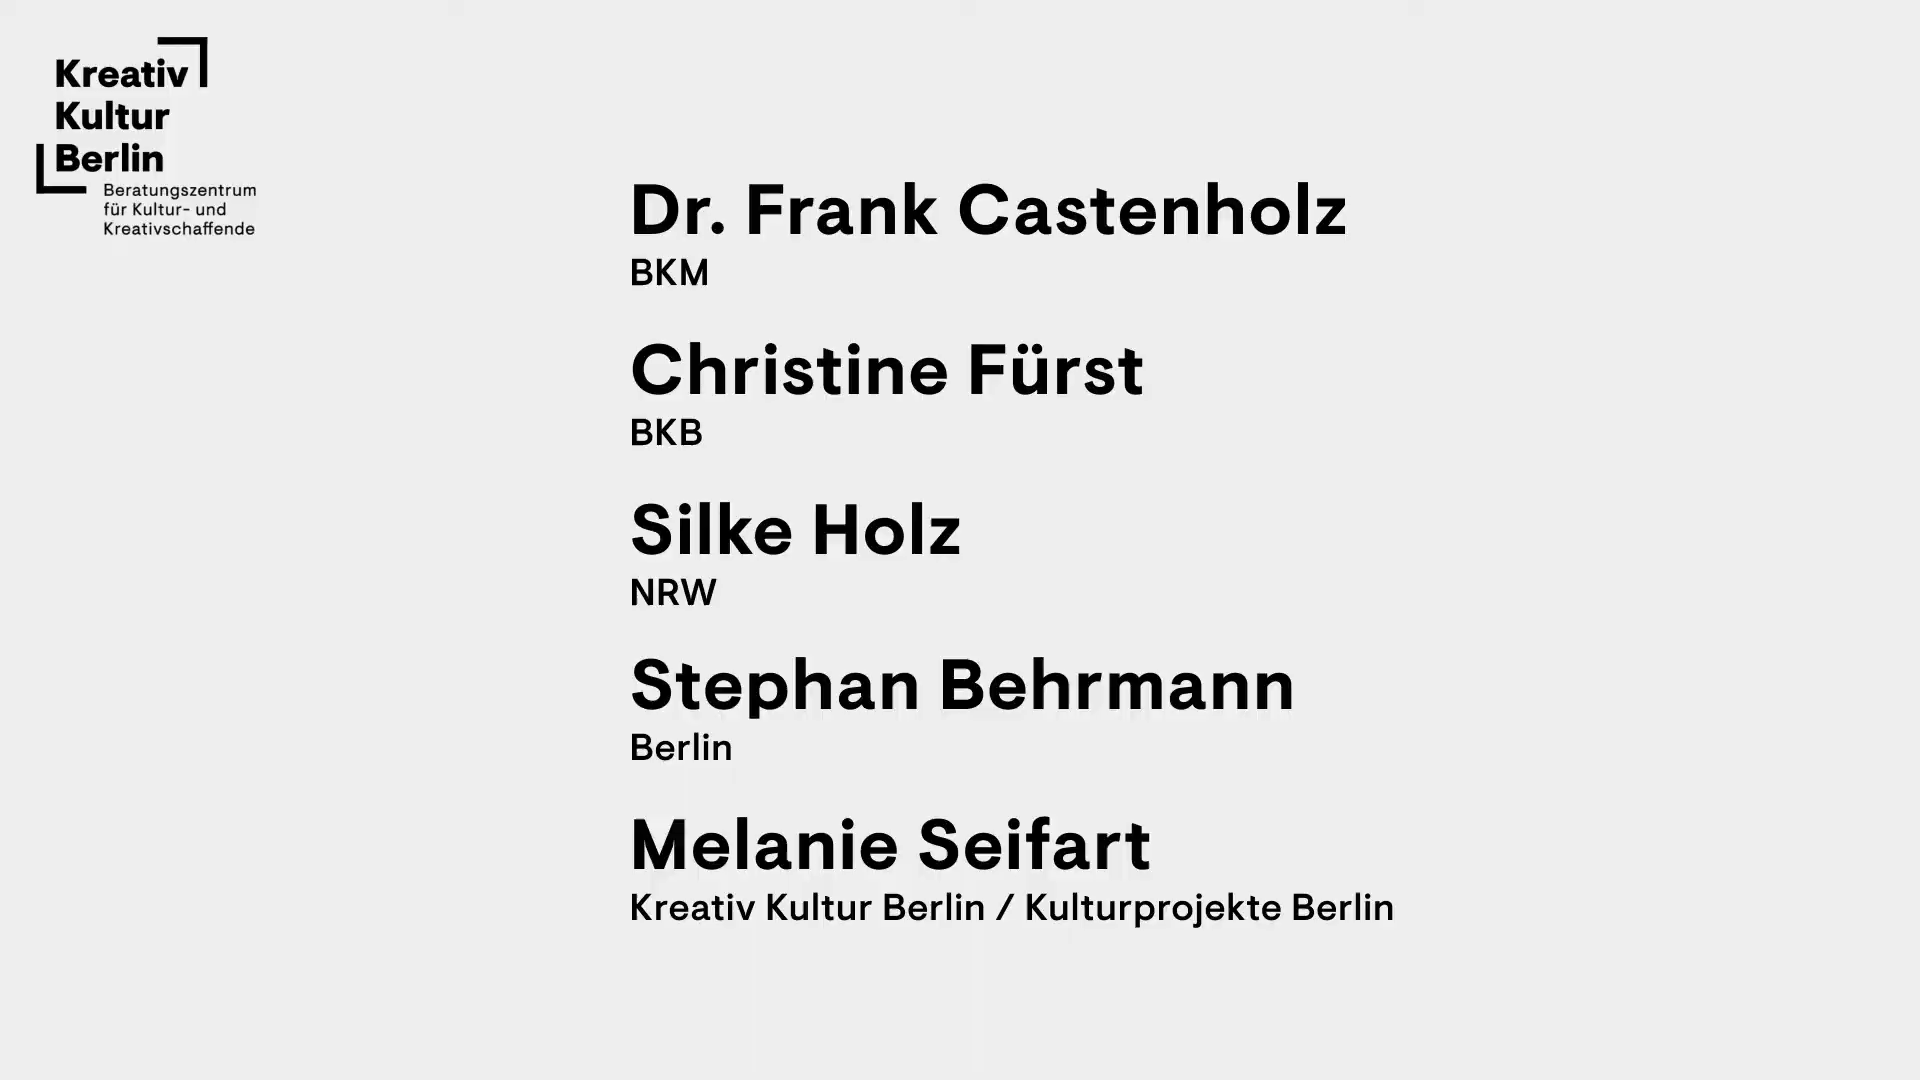 Kreativ
Kultur
Berlin
Beratungszentrum
für Kultur- und
Kreativschaffende
Dr. Frank Castenholz
BKM
Christine Fürst
BKB
Silke Holz
NRW
Stephan Behrmann
Berlin
Melanie Seifart
Kreativ Kultur Berlin / Kulturprojekte Berlin